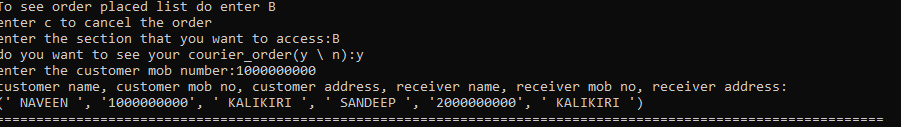 To see order placed list do enter B
enter c to cancel the order
enter the section that you want to access:B
do you want to see your courier_order(y \ n):y
enter the customer mob number:1000000000
customer name, customer mob no, customer address, receiver name, receiver mob no, receiver address:
(' NAVEEN ', '1000000000', ' KALIKIRI ', ' SANDEEP ', '2000000000', ' KALIKIRI ')
==============================================================================================================